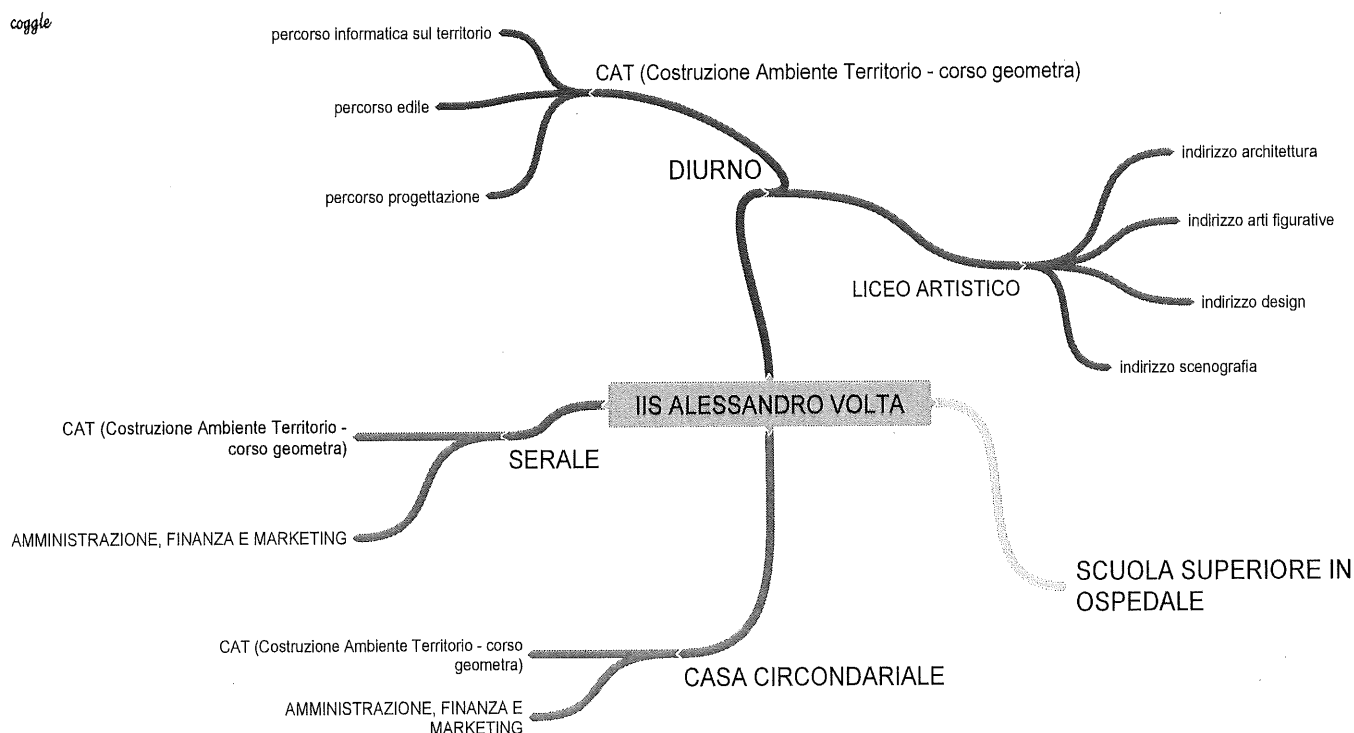 coggle
percorso informatica sul territorio
CAT (Costruzione Ambiente Territorio - corso geometra)
percorso edile
DIURNO
percorso progettazione
indirizzo architettura
indirizzo arti figurative
LICEO ARTISTICO
indirizzo design
indirizzo scenografia
IIS ALESSANDRO VOLTA
CAT (Costruzione Ambiente Territorio -
corso geometra)
SERALE
AMMINISTRAZIONE, FINANZA E MARKETING
SCUOLA SUPERIORE IN
OSPEDALE
CAT (Costruzione Ambiente Territorio - corso
geometra)
CASA CIRCONDARIALE
AMMINISTRAZIONE, FINANZA E
MARKETING